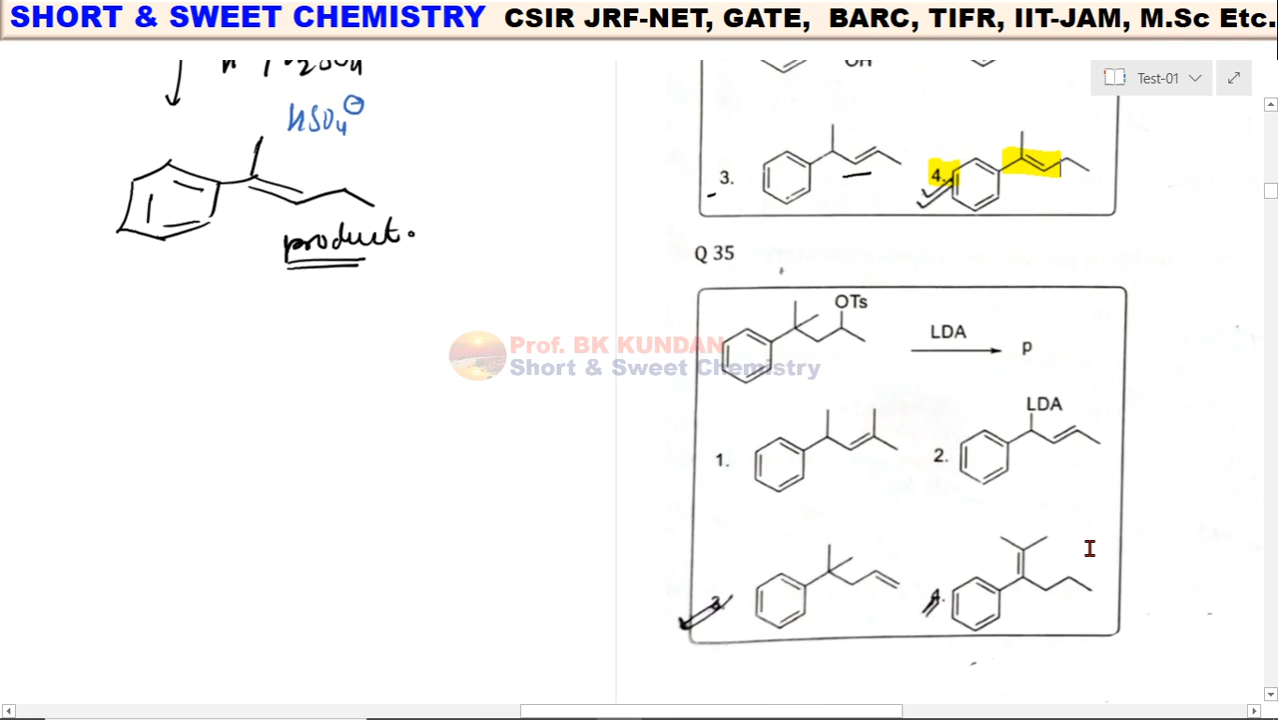 SHORT & SWEET CHEMISTRY CSIR JRF-NET, GATE, BARC, TIFR, IIT-JAM, M.Sc Etc.
Test-01
OH
HSO4⊖
3.
4.
product.
Q 35
OTs
LDA
p
Prof. BK KUNDAN
Short & Sweet Chemistry
LDA
1.
2.
3.
4.